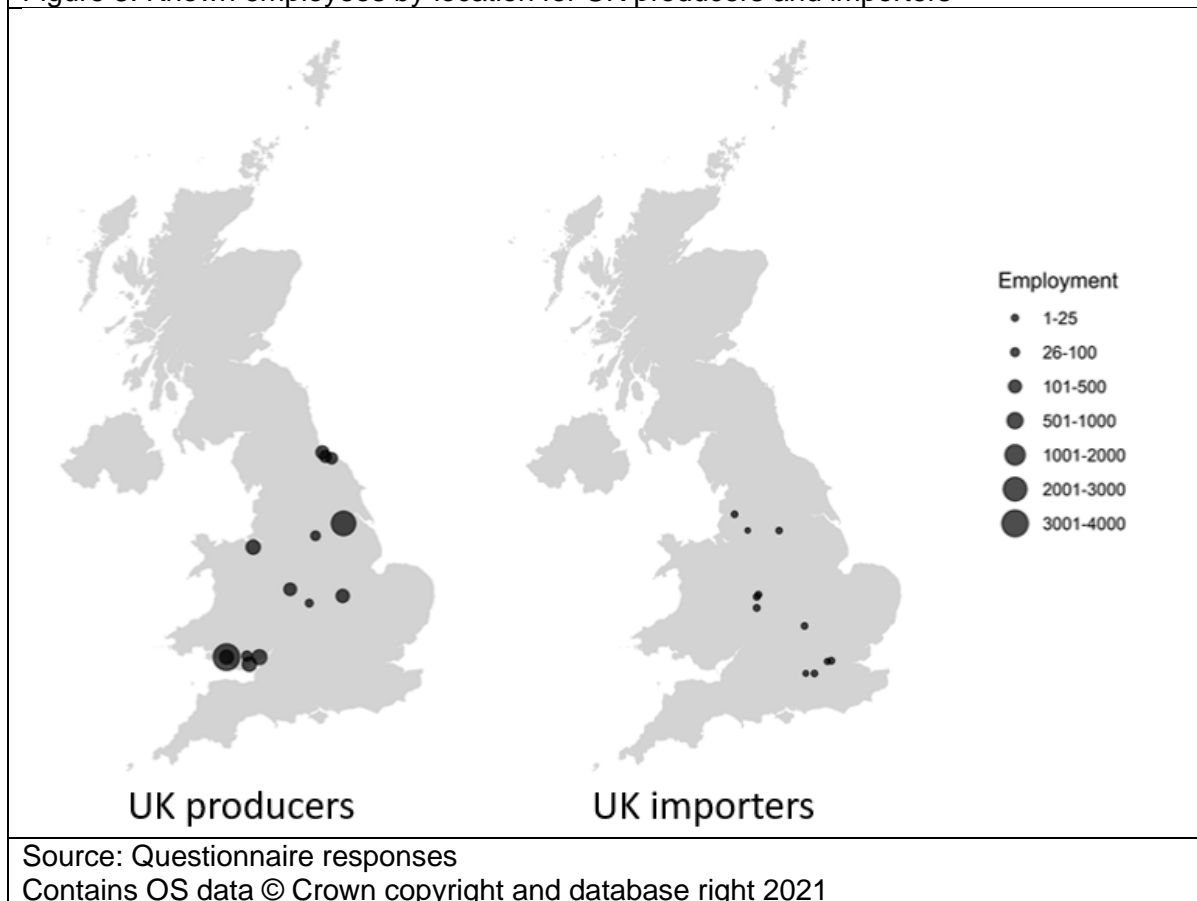 Figure 3: Known employees by location for UK producers and importers
Employment
1-25
26-100
101-500
501-1000
1001-2000
2001-3000
3001-4000
UK producers
UK importers
Source: Questionnaire responses
Contains OS data © Crown copyright and database right 2021